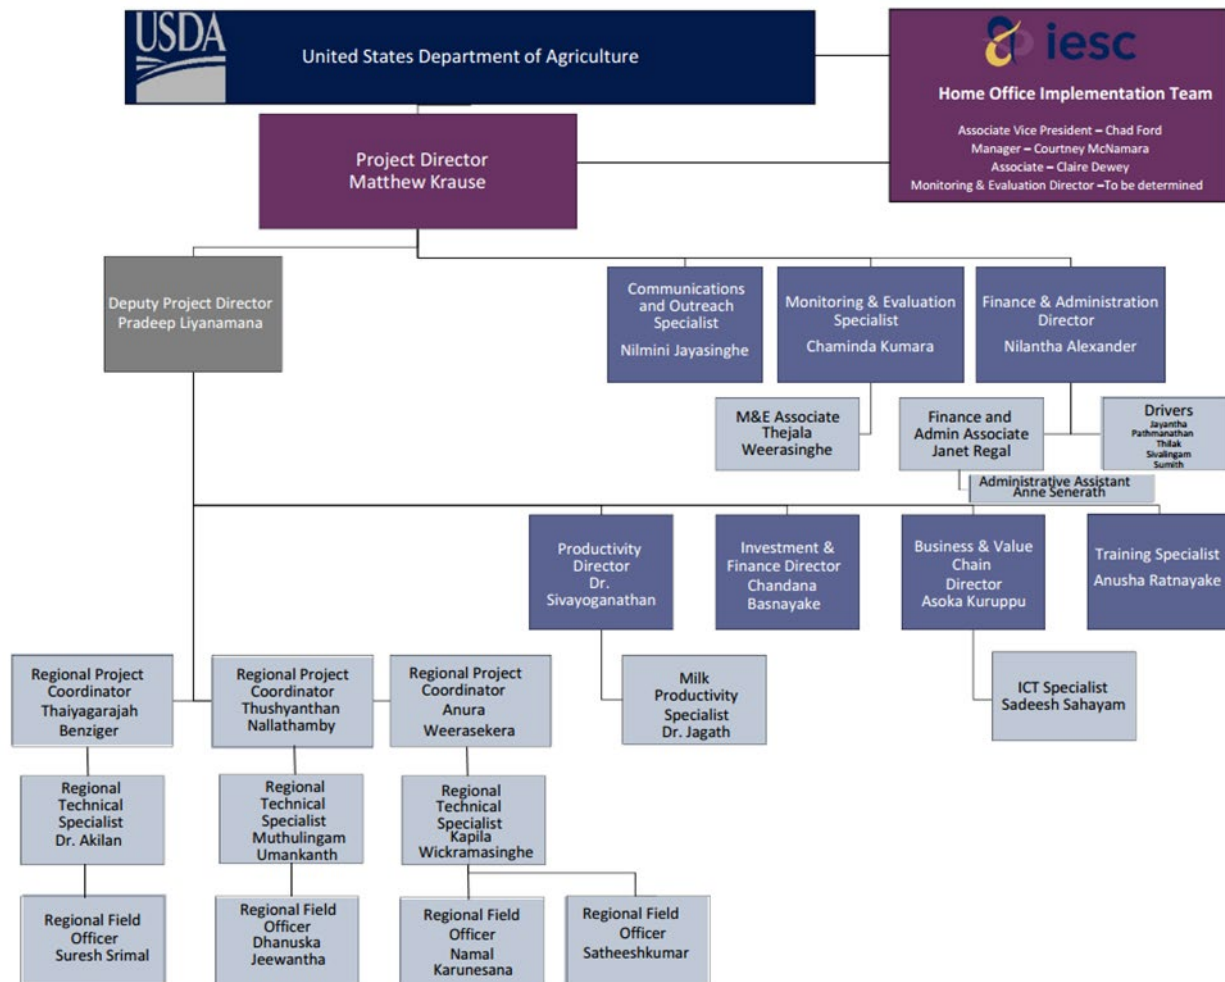 USDA
United States Department of Agriculture
iesc
Home Office Implementation Team
Associate Vice President – Chad Ford
Manager – Courtney McNamara
Associate – Claire Dewey
Monitoring & Evaluation Director –To be determined
Project Director
Matthew Krause
Deputy Project Director
Pradeep Liyanamana
Communications
and Outreach
Specialist
Nilmini Jayasinghe
Monitoring & Evaluation
Specialist
Chaminda Kumara
Finance & Administration
Director
Nilantha Alexander
M&E Associate
Thejala
Weerasinghe
Finance and
Admin Associate
Janet Regal
Drivers
Jayantha
Pathmanathan
Thilak
Sivalingam
Sumith
Administrative Assistant
Anne Senerath
Productivity
Director
Dr.
Sivayoganathan
Investment &
Finance Director
Chandana
Basnayake
Business & Value
Chain
Director
Asoka Kuruppu
Training Specialist
Anusha Ratnayake
Regional Project
Coordinator
Thaiyagarajah
Benziger
Regional Project
Coordinator
Thushyanthan
Nallathamby
Regional Project
Coordinator
Anura
Weerasekera
Milk
Productivity
Specialist
Dr. Jagath
ICT Specialist
Sadeesh Sahayam
Regional
Technical
Specialist
Dr. Akilan
Regional
Technical
Specialist
Muthulingam
Umankanth
Regional
Technical
Specialist
Kapila
Wickramasinghe
Regional Field
Officer
Suresh Srimal
Regional Field
Officer
Dhanuska
Jeewantha
Regional Field
Officer
Namal
Karunesana
Regional Field
Officer
Satheeshkumar